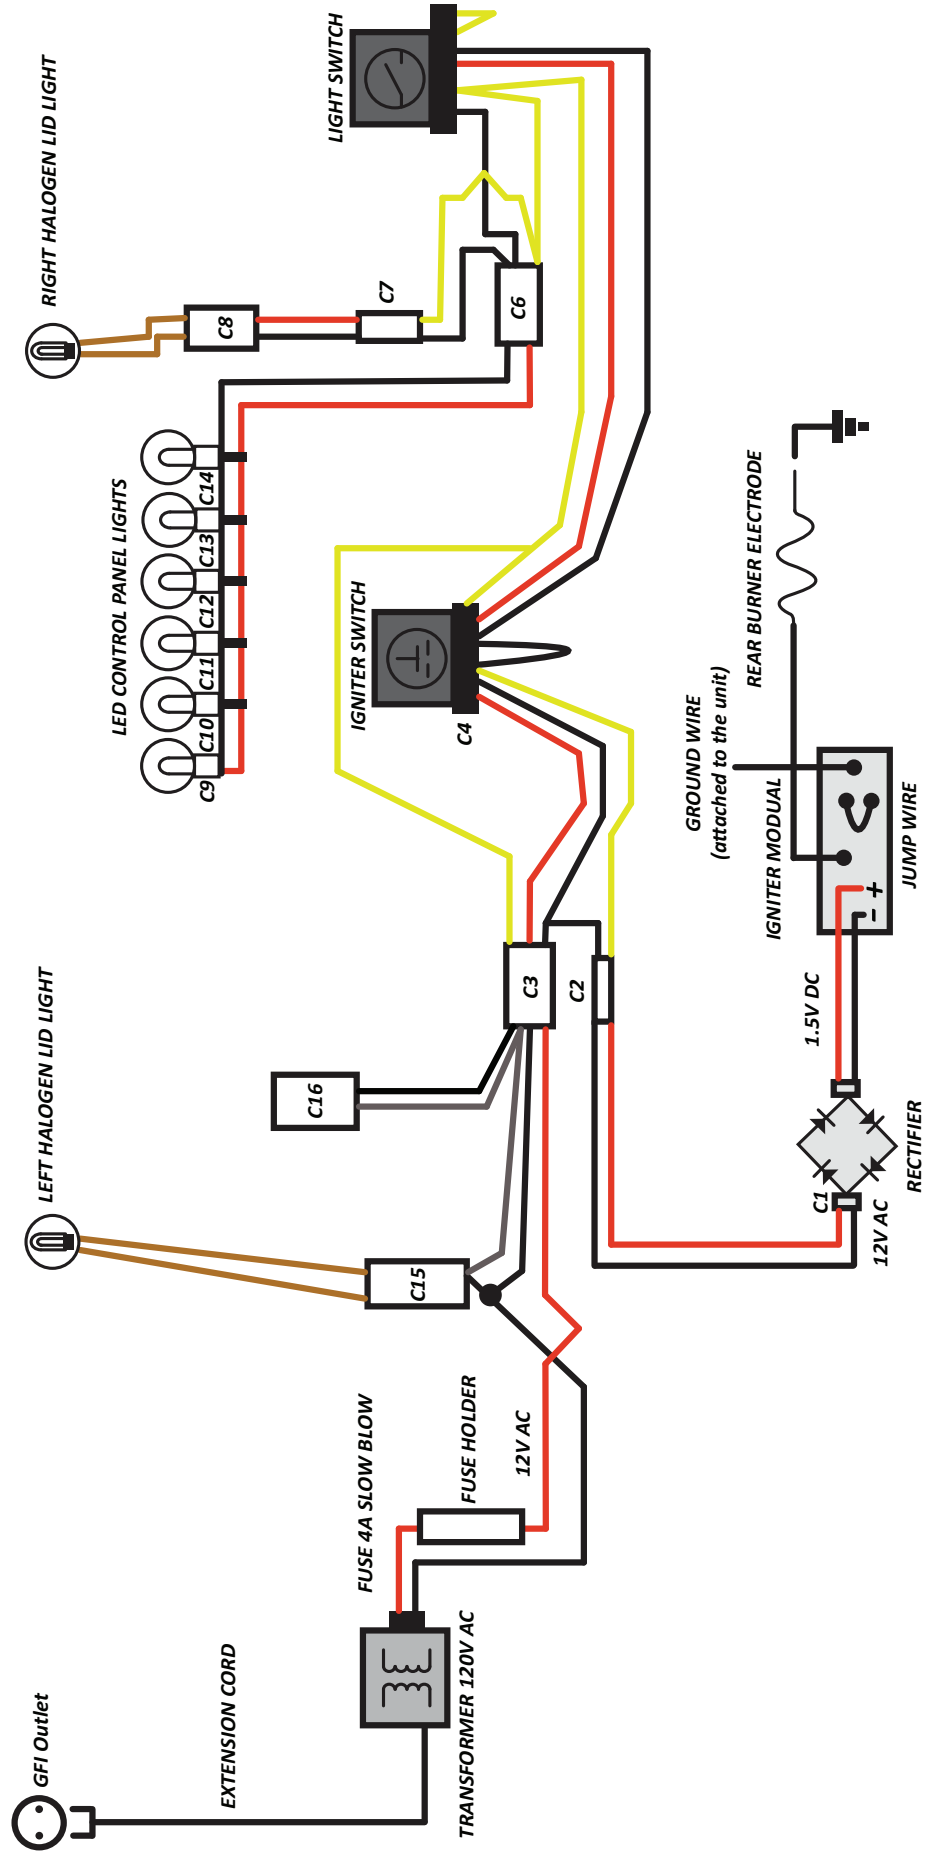 GFI Outlet
EXTENSION CORD
TRANSFORMER 120V AC
FUSE 4A SLOW BLOW
FUSE HOLDER
12V AC
LEFT HALOGEN LID LIGHT
C15
C16
C3
C2
C1
12V AC
RECTIFIER
1.5V DC
- +
IGNITER MODUAL
JUMP WIRE
GROUND WIRE
(attached to the unit)
REAR BURNER ELECTRODE
C4
IGNITER SWITCH
LED CONTROL PANEL LIGHTS
C9
C10
C11
C12
C13
C14
RIGHT HALOGEN LID LIGHT
C8
C7
C6
LIGHT SWITCH